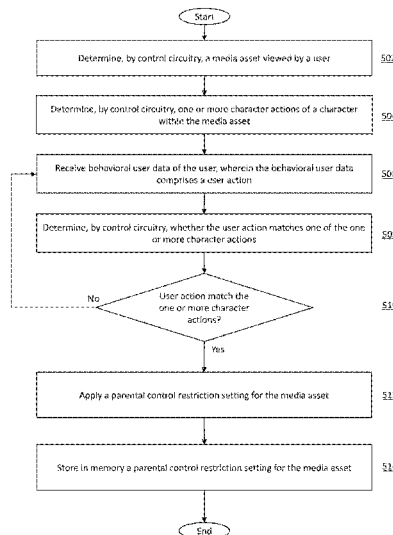 Start
Determine, by control circuitry, a media asset viewed by a user
Determine, by control circuitry, one or more character actions of a character
within the media asset
Receive behavioral user data of the user, wherein the behavioral user data
comprises a user action
Determine, by control circuitry, whether the user action matches one of the one
or more character actions
No
User action match the
one or more character
actions?
Yes
Apply a parental control restriction setting for the media asset
Store in memory a parental control restriction setting for the media asset
End